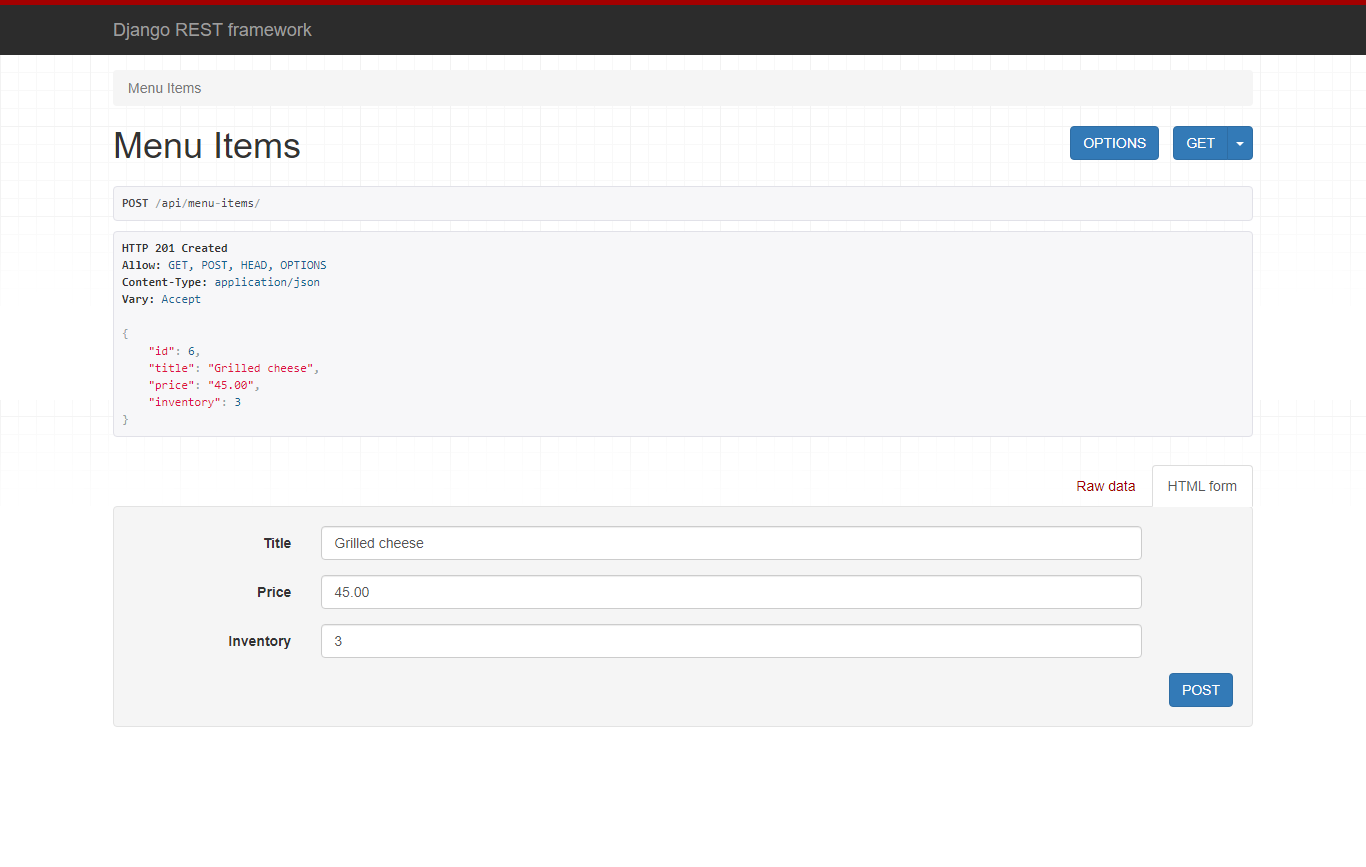 Django REST framework
Menu Items
Menu Items
OPTIONS
GET
POST /api/menu-items/
HTTP 201 Created
Allow: GET, POST, HEAD, OPTIONS
Content-Type: application/json
Vary: Accept
{
    "id": 6,
    "title": "Grilled cheese",
    "price": "45.00",
    "inventory": 3
}
Raw data
HTML form
Title
Grilled cheese
Price
45.00
Inventory
3
POST